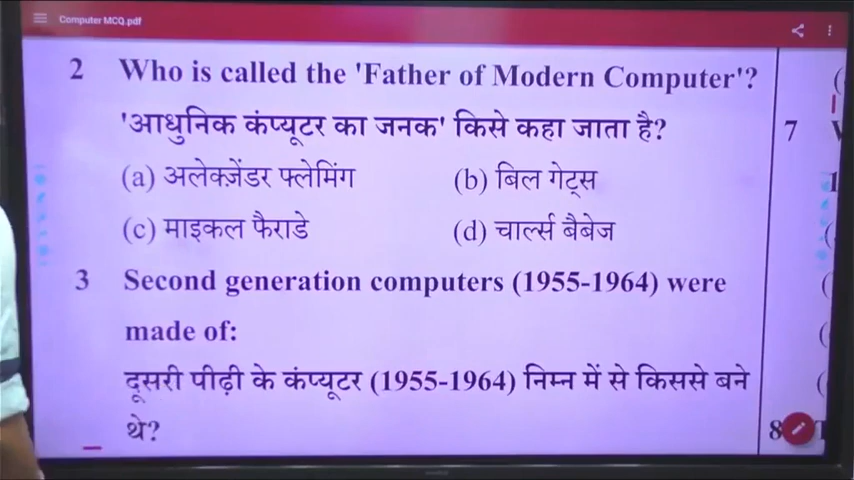 Computer MCQ.pdf
2 Who is called the 'Father of Modern Computer'?
'आधुनिक कंप्यूटर का जनक' किसे कहा जाता है?
(a) अलेक्ज़ेंडर फ्लेमिंग (b) बिल गेट्स
(c) माइकल फैराडे (d) चार्ल्स बैबेज
3 Second generation computers (1955-1964) were
made of:
दूसरी पीढ़ी के कंप्यूटर (1955-1964) निम्न में से किससे बने
थे?
7
8